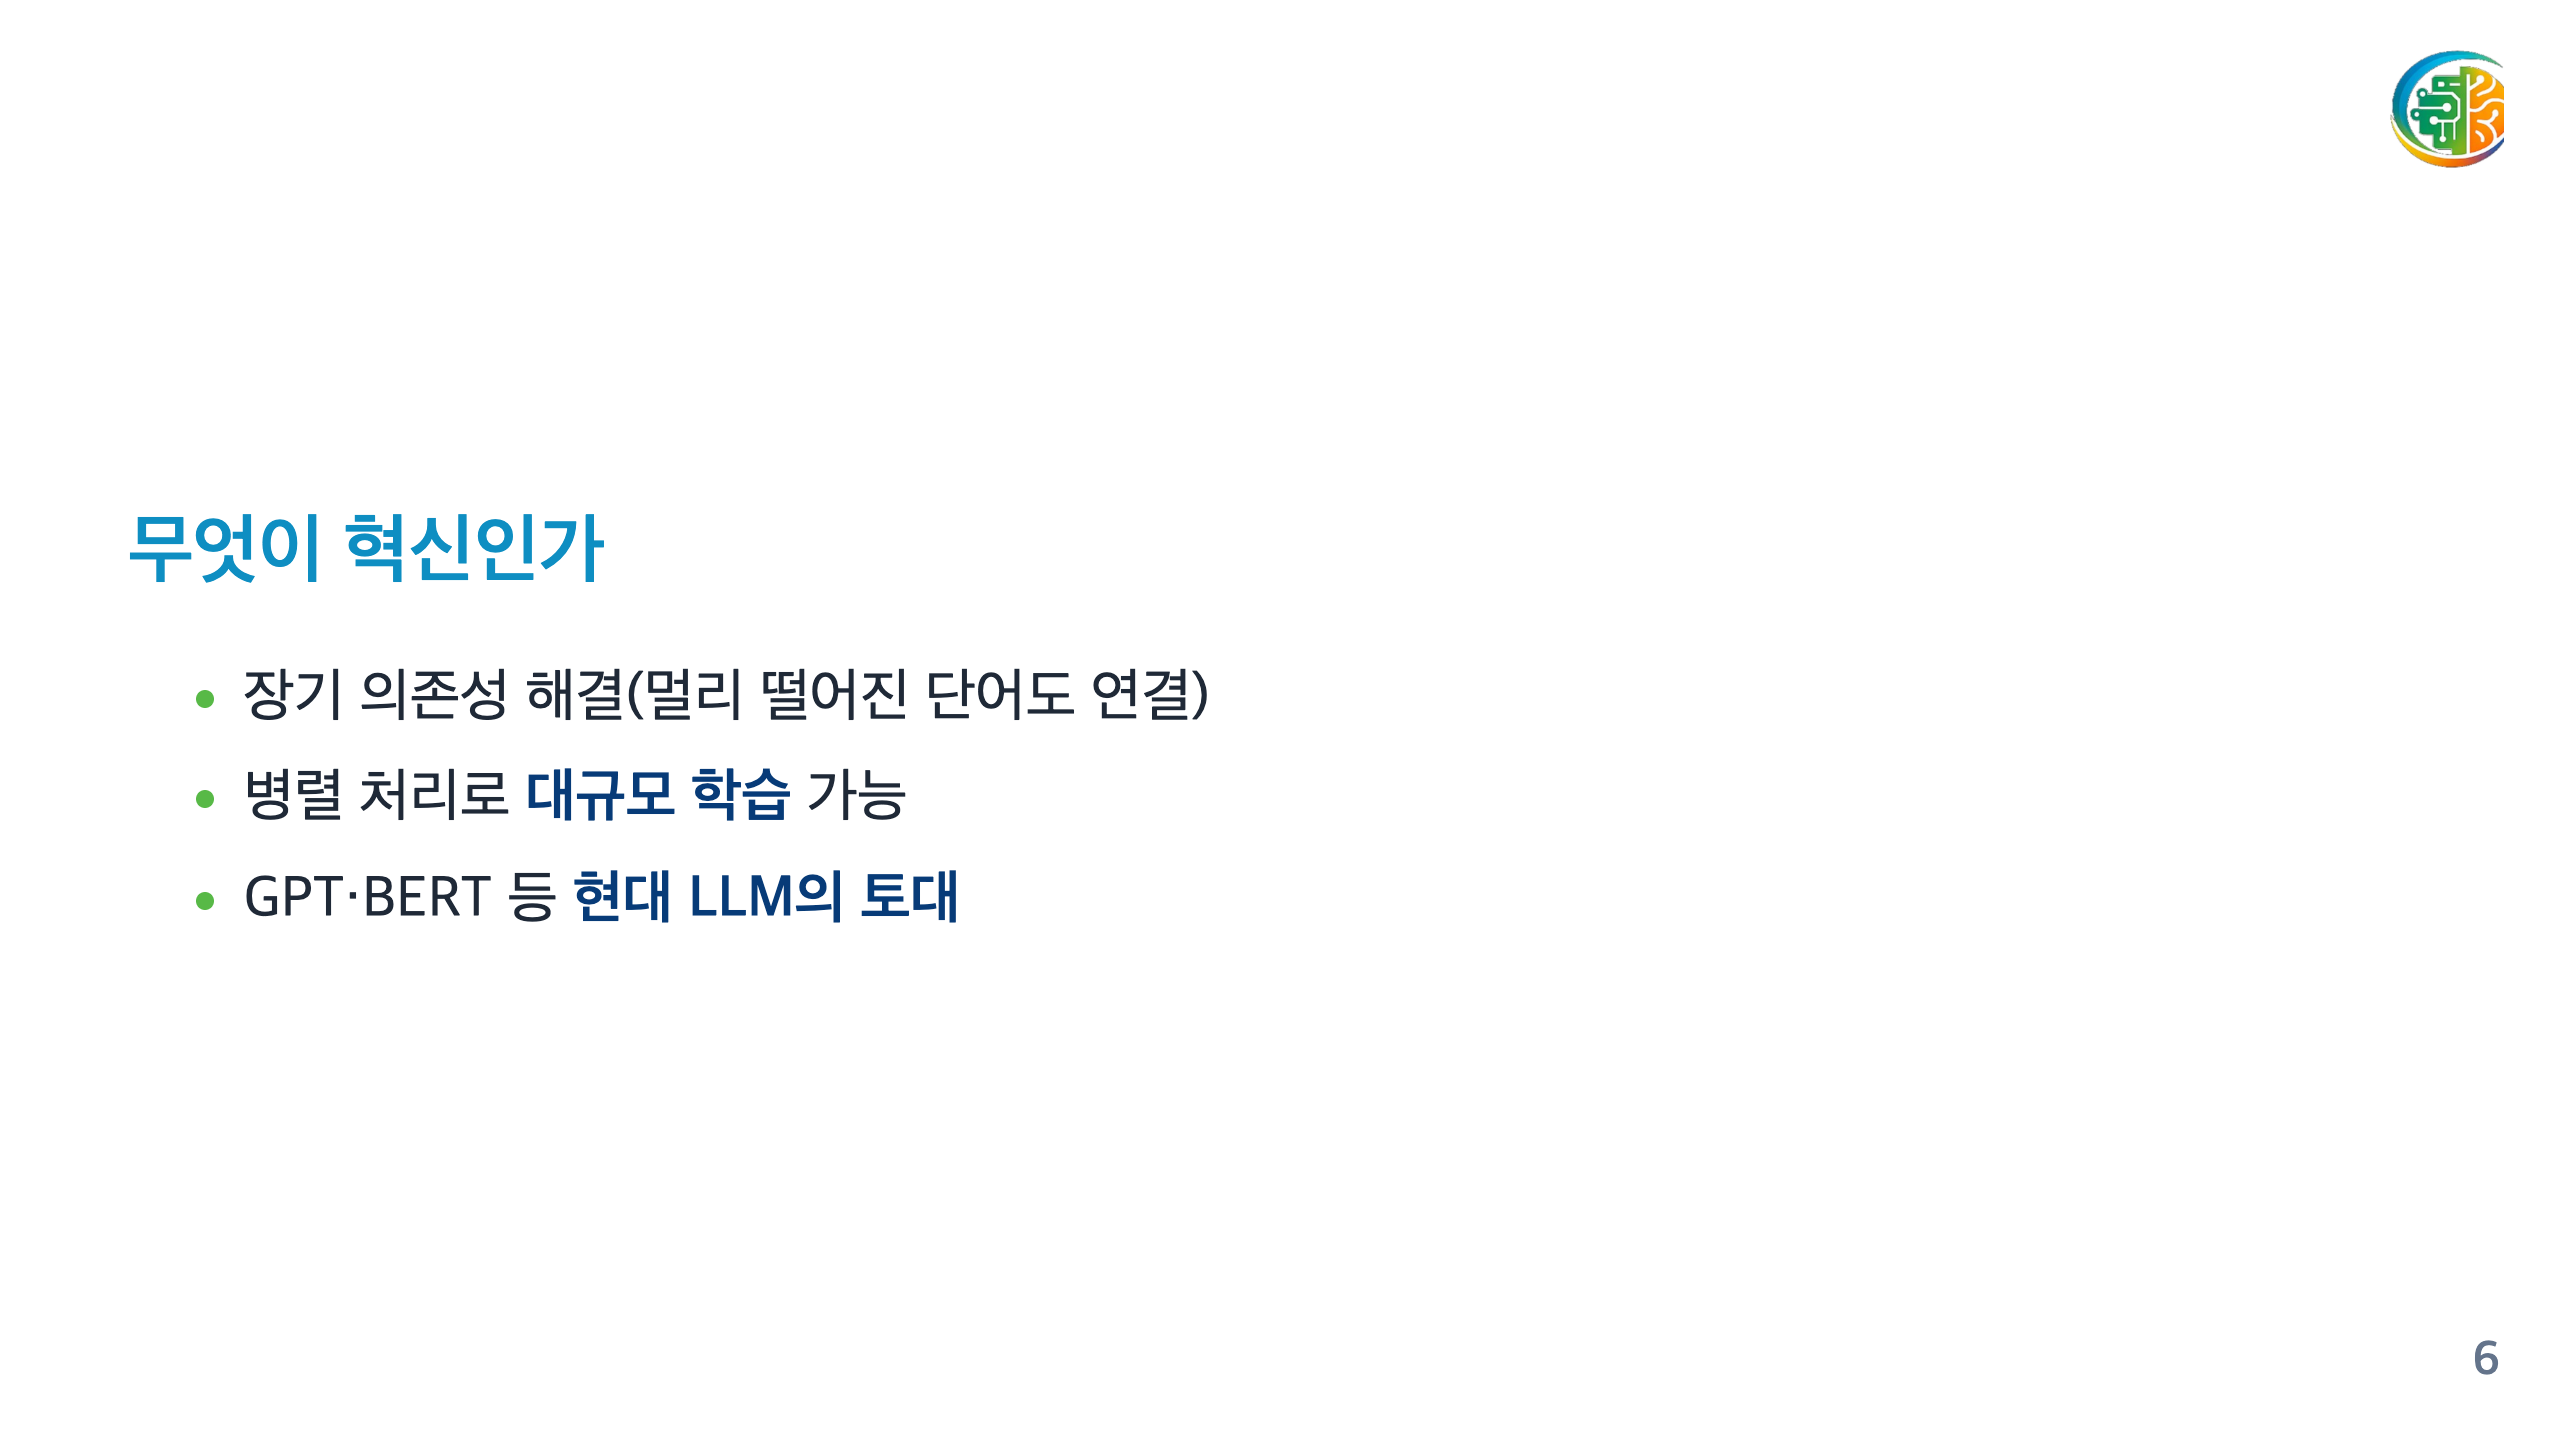 무엇이 혁신인가
• 장기 의존성 해결(멀리 떨어진 단어도 연결)
• 병렬 처리로 대규모 학습 가능
• GPT·BERT 등 현대 LLM의 토대
6